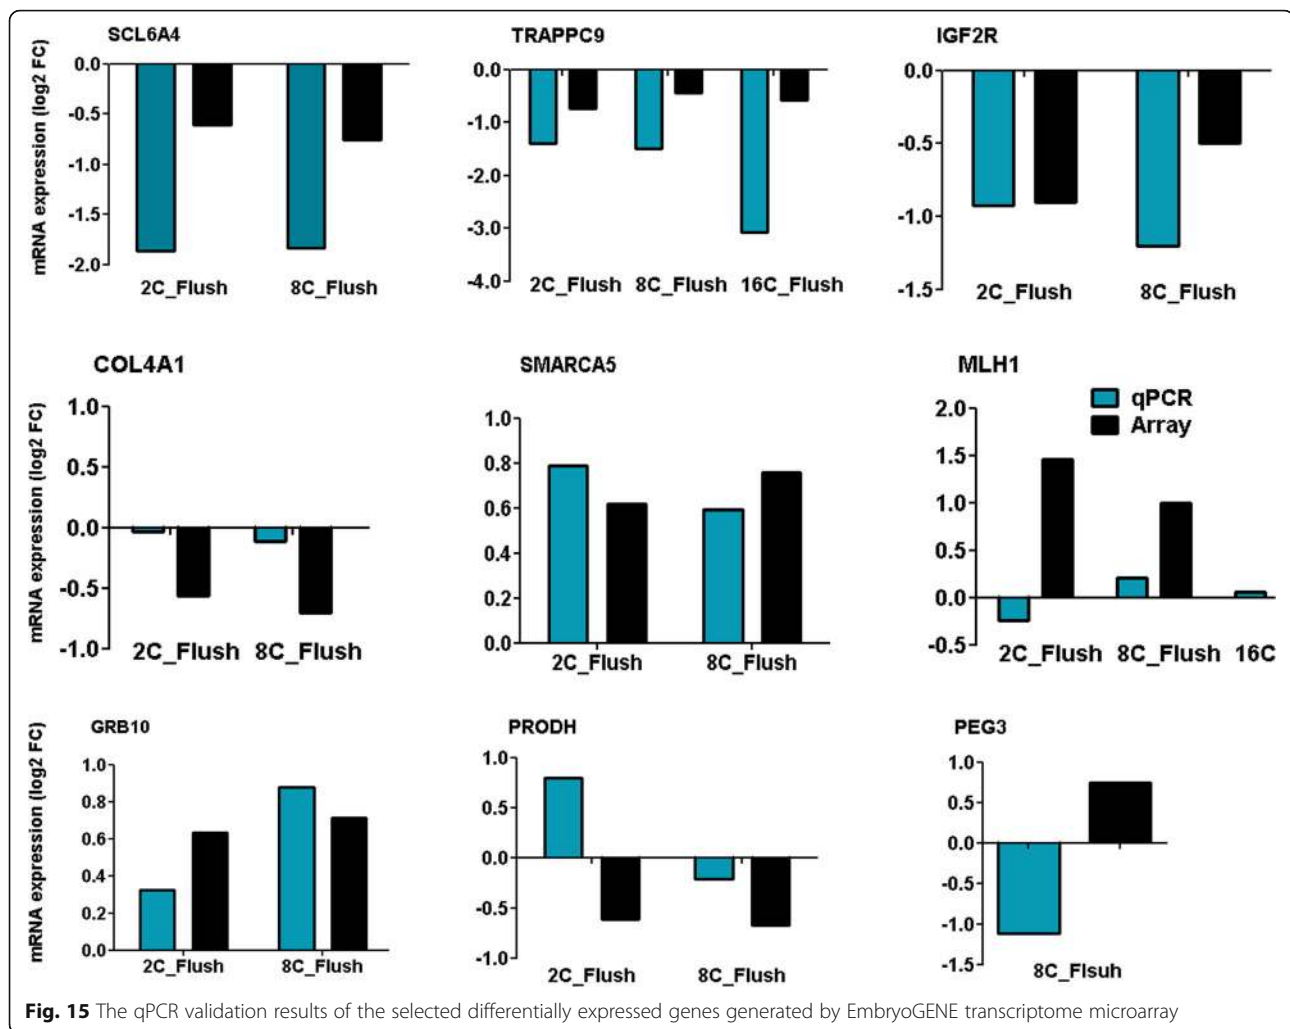 SCL6A4
mRNA expression (log2 FC)
0.0
-0.5
-1.0
-1.5
-2.0
2C_Flush 8C_Flush
TRAPPC9
0.0
-1.0
-2.0
-3.0
-4.0
2C_Flush 8C_Flush 16C_Flush
IGF2R
0.0
-0.5
-1.0
-1.5
2C_Flush 8C_Flush
COL4A1
mRNA expression (log2 FC)
1.0
0.5
0.0
-0.5
-1.0
2C_Flush 8C_Flush
SMARCA5
1.0
0.8
0.6
0.4
0.2
0.0
2C_Flush 8C_Flush
MLH1
qPCR
Array
2.0
1.5
1.0
0.5
0.0
-0.5
2C_Flush 8C_Flush 16C
GRB10
mRNA expression (log2 FC)
1.0
0.8
0.6
0.4
0.2
0.0
2C_Flush 8C_Flush
PRODH
1.0
0.5
0.0
-0.5
-1.0
2C_Flush 8C_Flush
PEG3
1.0
0.5
0.0
-0.5
-1.0
-1.5
8C_Flsuh
Fig. 15 The qPCR validation results of the selected differentially expressed genes generated by EmbryoGENE transcriptome microarray